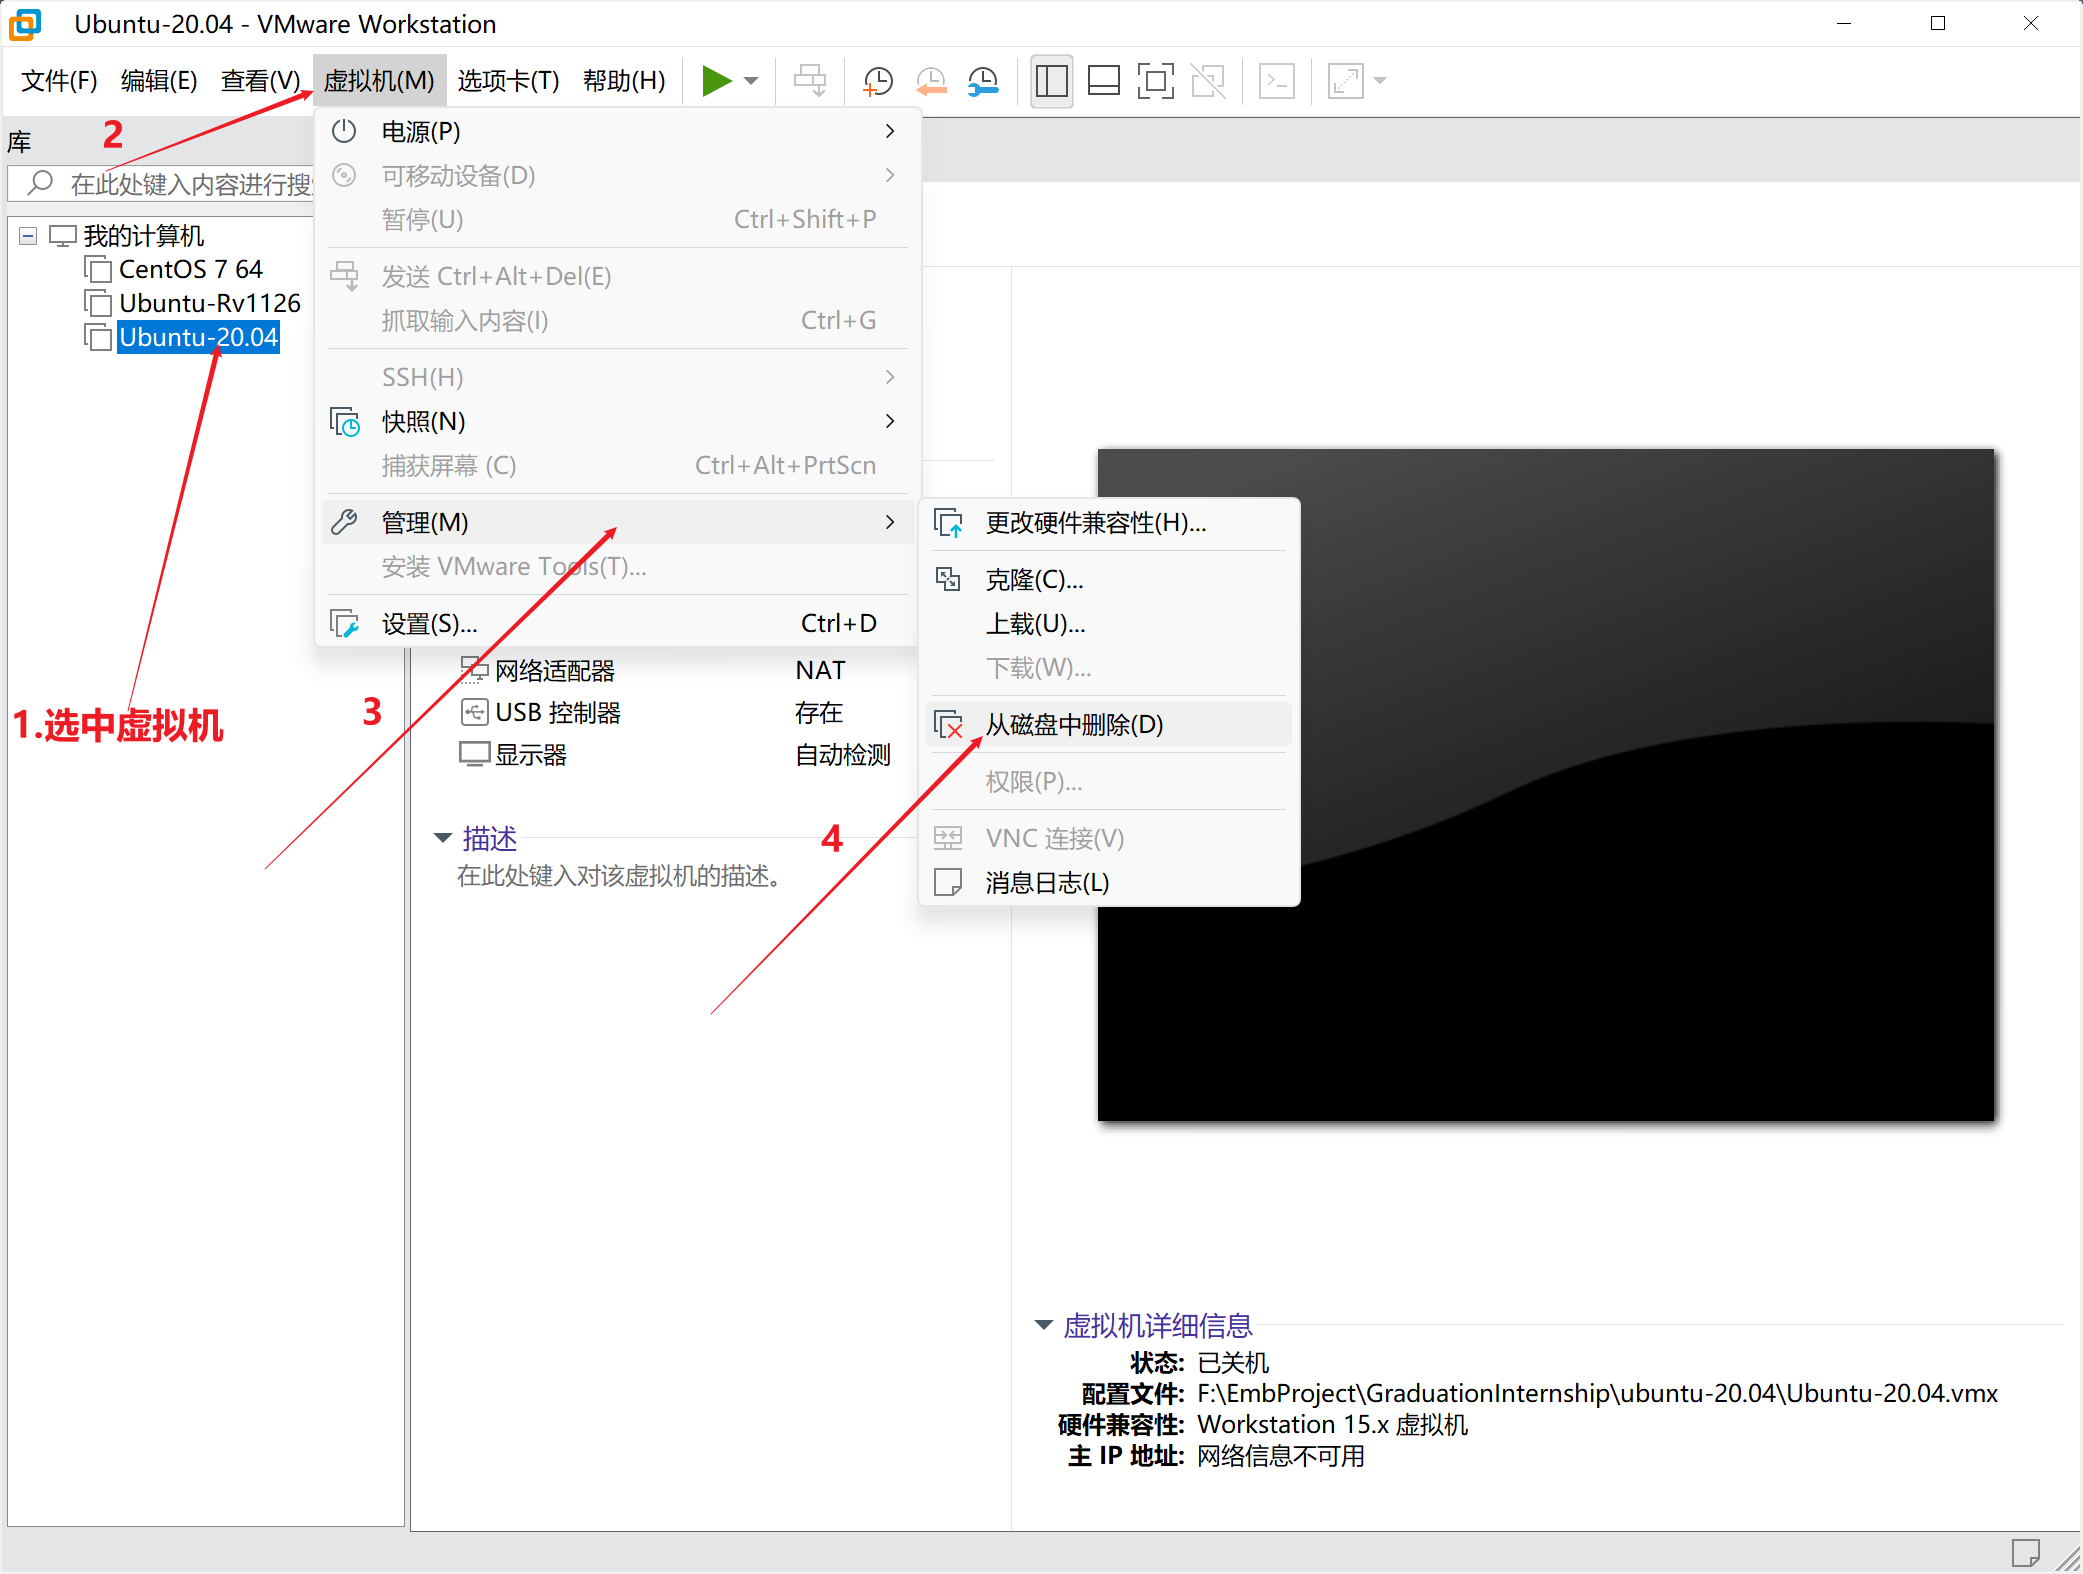 Ubuntu-20.04 - VMware Workstation
文件(F) 编辑(E) 查看(V) 虚拟机(M) 选项卡(T) 帮助(H)
2
库
在此处键入内容进行搜
我的计算机
CentOS 7 64
Ubuntu-Rv1126
Ubuntu-20.04
1.选中虚拟机
电源(P)
可移动设备(D)
暂停(U) Ctrl+Shift+P
发送 Ctrl+Alt+Del(E)
抓取输入内容(I) Ctrl+G
SSH(H)
快照(N)
捕获屏幕 (C) Ctrl+Alt+PrtScn
管理(M)
安装 VMware Tools(T)...
设置(S)... Ctrl+D
3
更改硬件兼容性(H)...
克隆(C)...
上载(U)...
下载(W)...
从磁盘中删除(D)
权限(P)...
VNC 连接(V)
消息日志(L)
4
网络适配器 NAT
USB 控制器 存在
显示器 自动检测
描述
在此处键入对该虚拟机的描述。
虚拟机详细信息
状态: 已关机
配置文件: F:\EmbProject\GraduationInternship\ubuntu-20.04\Ubuntu-20.04.vmx
硬件兼容性: Workstation 15.x 虚拟机
主 IP 地址: 网络信息不可用